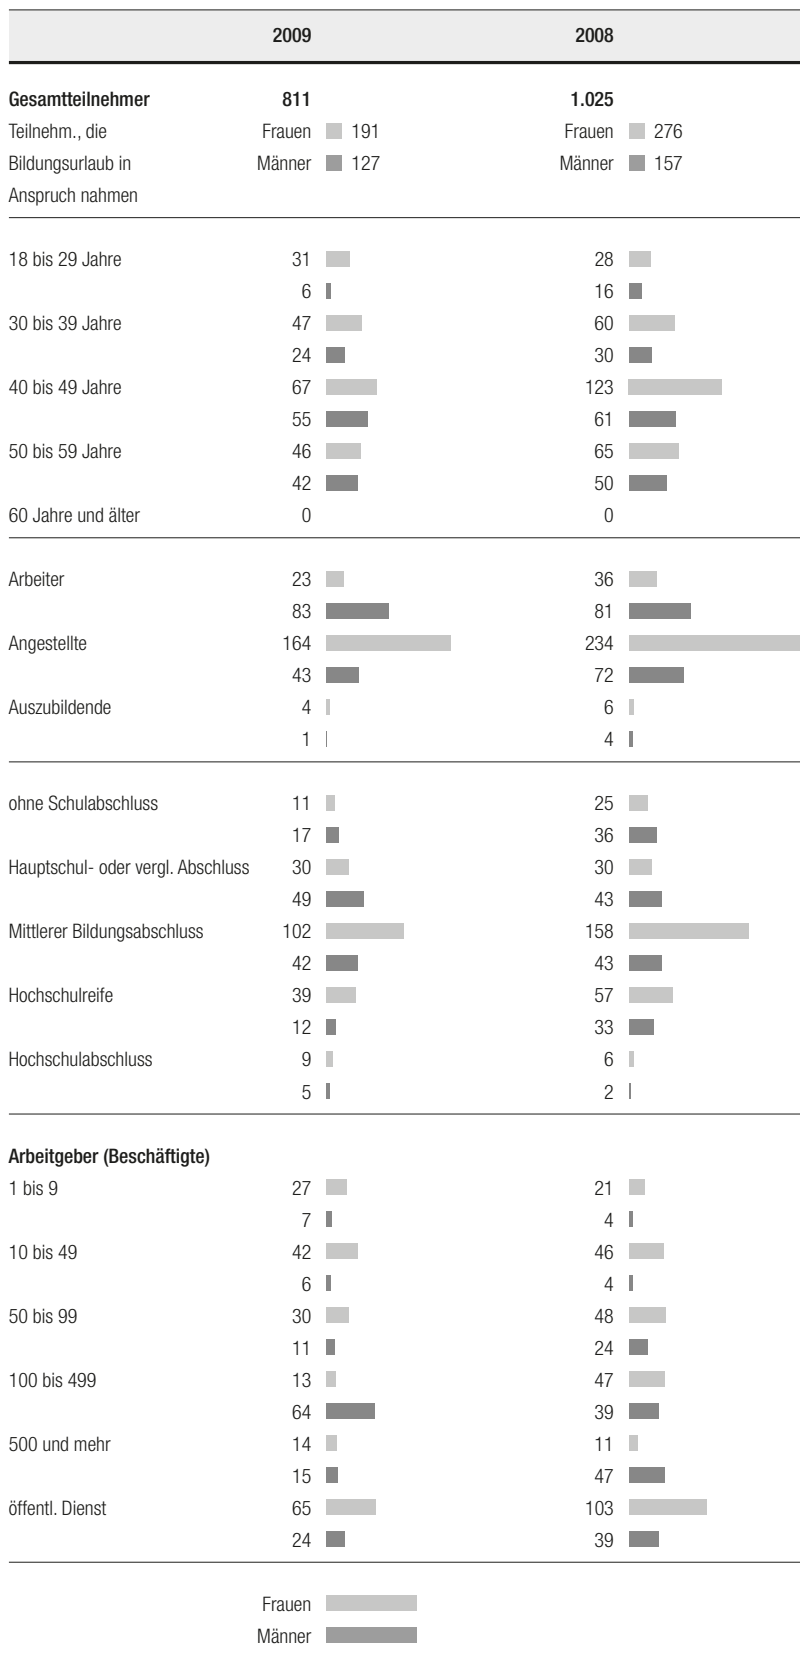 2009 2008
Gesamtteilnehmer 811 1.025
Teilnehm., die Frauen 191 Frauen 276
Bildungsurlaub in Männer 127 Männer 157
Anspruch nahmen
18 bis 29 Jahre 31 28
6 16
30 bis 39 Jahre 47 60
24 30
40 bis 49 Jahre 67 123
55 61
50 bis 59 Jahre 46 65
42 50
60 Jahre und älter 0 0
Arbeiter 23 36
83 81
Angestellte 164 234
43 72
Auszubildende 4 6
1 4
ohne Schulabschluss 11 25
17 36
Hauptschul- oder vergl. Abschluss 30 30
49 43
Mittlerer Bildungsabschluss 102 158
42 43
Hochschulreife 39 57
12 33
Hochschulabschluss 9 6
5 2
Arbeitgeber (Beschäftigte)
1 bis 9 27 21
7 4
10 bis 49 42 46
6 4
50 bis 99 30 48
11 24
100 bis 499 13 47
64 39
500 und mehr 14 11
15 47
öffentl. Dienst 65 103
24 39
Frauen
Männer